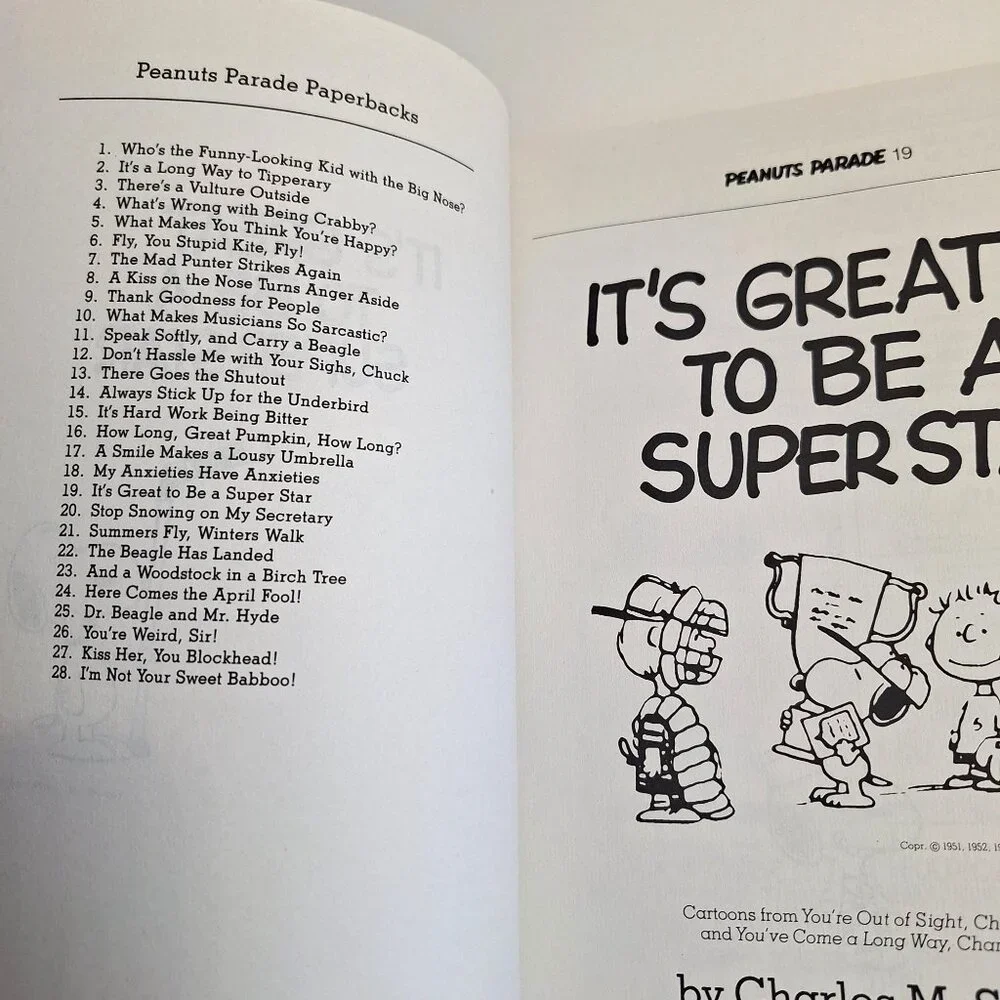 Peanuts Parade Paperbacks
1. Who's the Funny-Looking Kid with the Big Nose?
2. It's a Long Way to Tipperary
3. There's a Vulture Outside
4. What's Wrong with Being Crabby?
5. What Makes You Think You're Happy?
6. Fly, You Stupid Kite, Fly!
7. The Mad Punter Strikes Again
8. A Kiss on the Nose Turns Anger Aside
9. Thank Goodness for People
10. What Makes Musicians So Sarcastic?
11. Speak Softly, and Carry a Beagle
12. Don't Hassle Me with Your Sighs, Chuck
13. There Goes the Shutout
14. Always Stick Up for the Underbird
15. It's Hard Work Being Bitter
16. How Long, Great Pumpkin, How Long?
17. A Smile Makes a Lousy Umbrella
18. My Anxieties Have Anxieties
19. It's Great to Be a Super Star
20. Stop Snowing on My Secretary
21. Summers Fly, Winters Walk
22. The Beagle Has Landed
23. And a Woodstock in a Birch Tree
24. Here Comes the April Fool!
25. Dr. Beagle and Mr. Hyde
26. You're Weird, Sir!
27. Kiss Her, You Blockhead!
28. I'm Not Your Sweet Babboo!
PEANUTS PARADE 19
IT'S GREAT
TO BE A
SUPER ST
Copr. © 1951, 1952, 1
Cartoons from You're Out of Sight, Ch
and You've Come a Long Way, Char
by Charles M. S